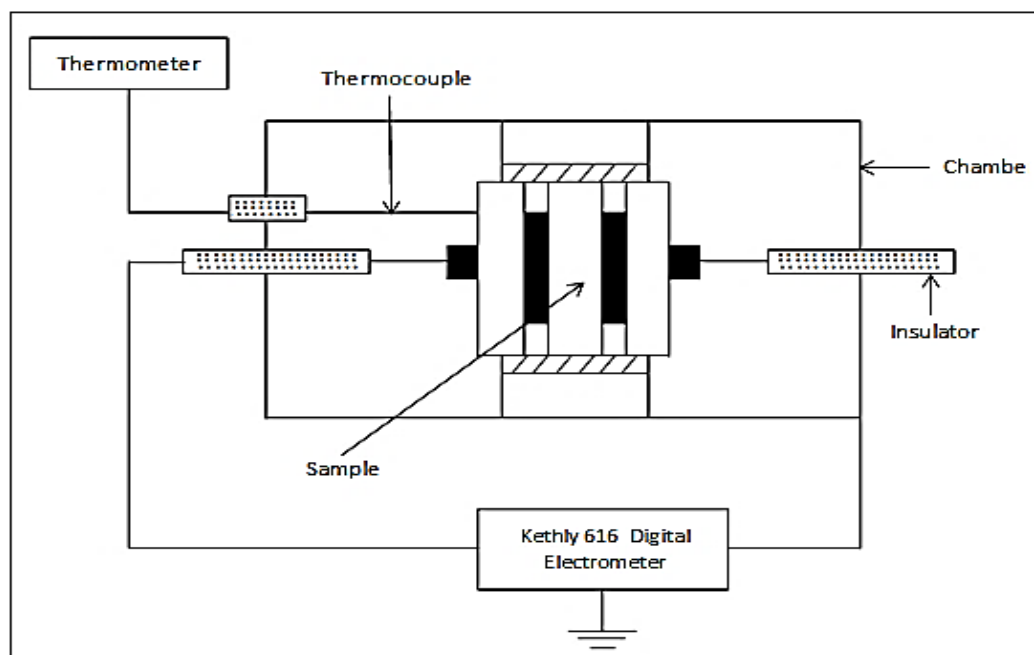 Thermometer
Thermocouple
Chambe
Insulator
Sample
Kethly 616 Digital
Electrometer